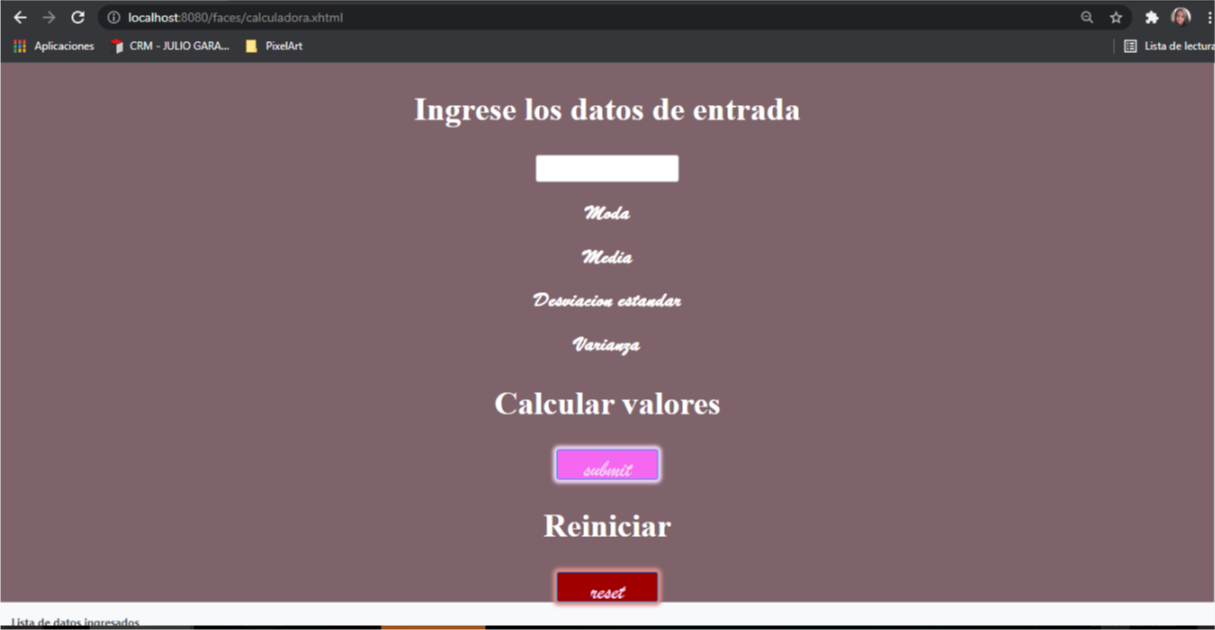 localhost:8080/faces/calculadora.xhtml
Aplicaciones CRM - JULIO GARA... PixelArt Lista de lectura
Ingrese los datos de entrada
Moda
Media
Desviacion estandar
Varianza
Calcular valores
submit
Reiniciar
reset
Lista de datos ingresados